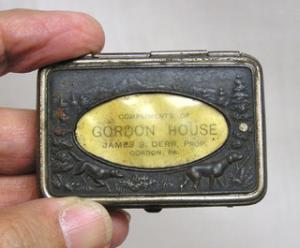 COMPLIMENTS OF
GORDON HOUSE
JAMES S. DERR, PROP.
GORDON, PA.